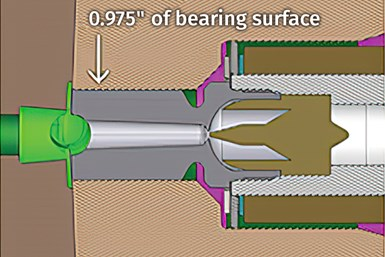 0.975" of bearing surface